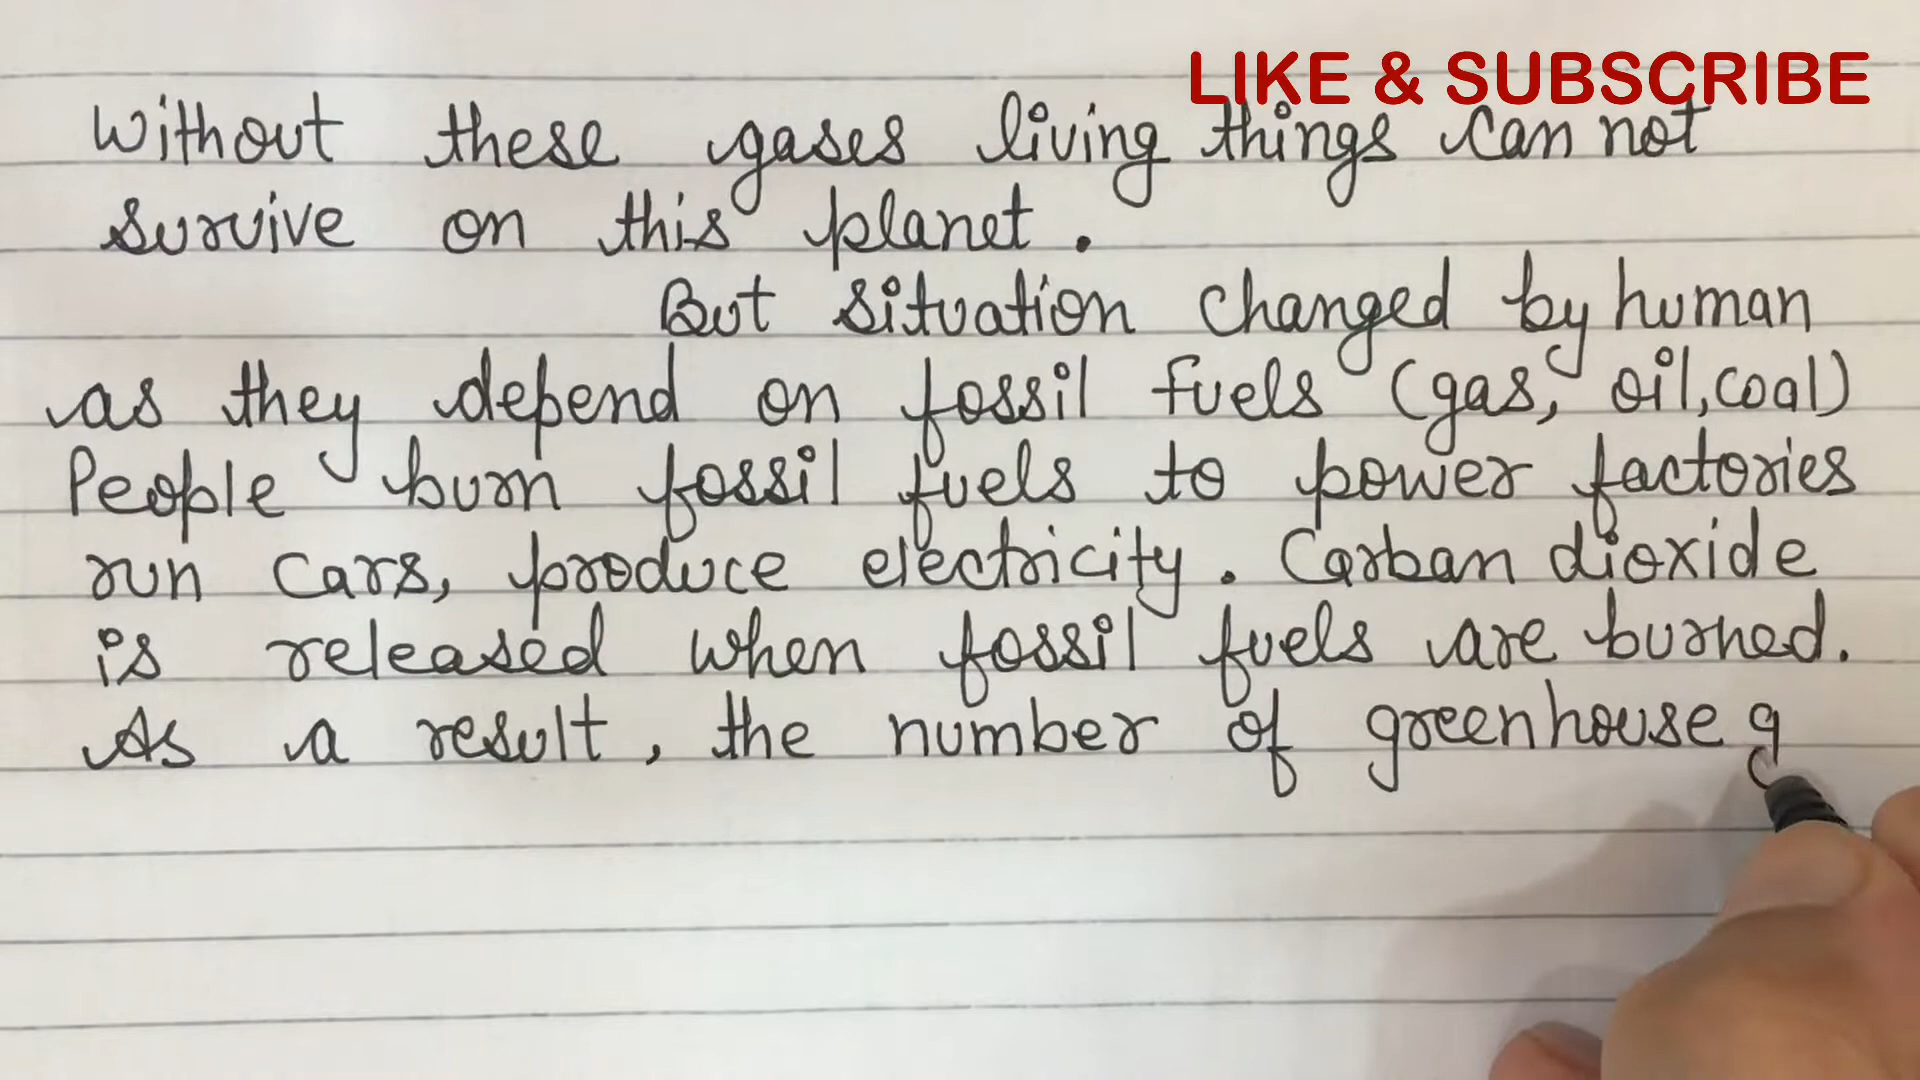 LIKE & SUBSCRIBE
Without these gases living things can not
survive on this planet.
But situation changed by human
as they depend on fossil fuels (gas, oil, coal)
People burn fossil fuels to power factories
run cars, produce electricity. Carban dioxide
is released when fossil fuels are burned.
As a result, the number of greenhouse g